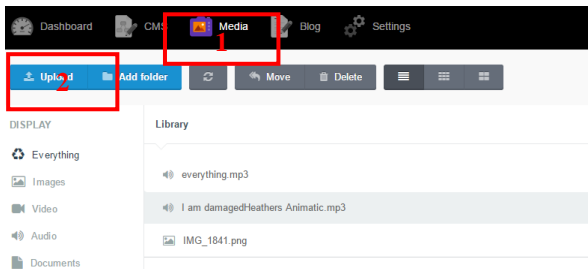 Dashboard CMS Media Blog Settings
1
Upload Add folder Move Delete
2
DISPLAY Library
Everything
everything.mp3
Images
Video I am damagedHeathers Animatic.mp3
Audio IMG_1841.png
Documents